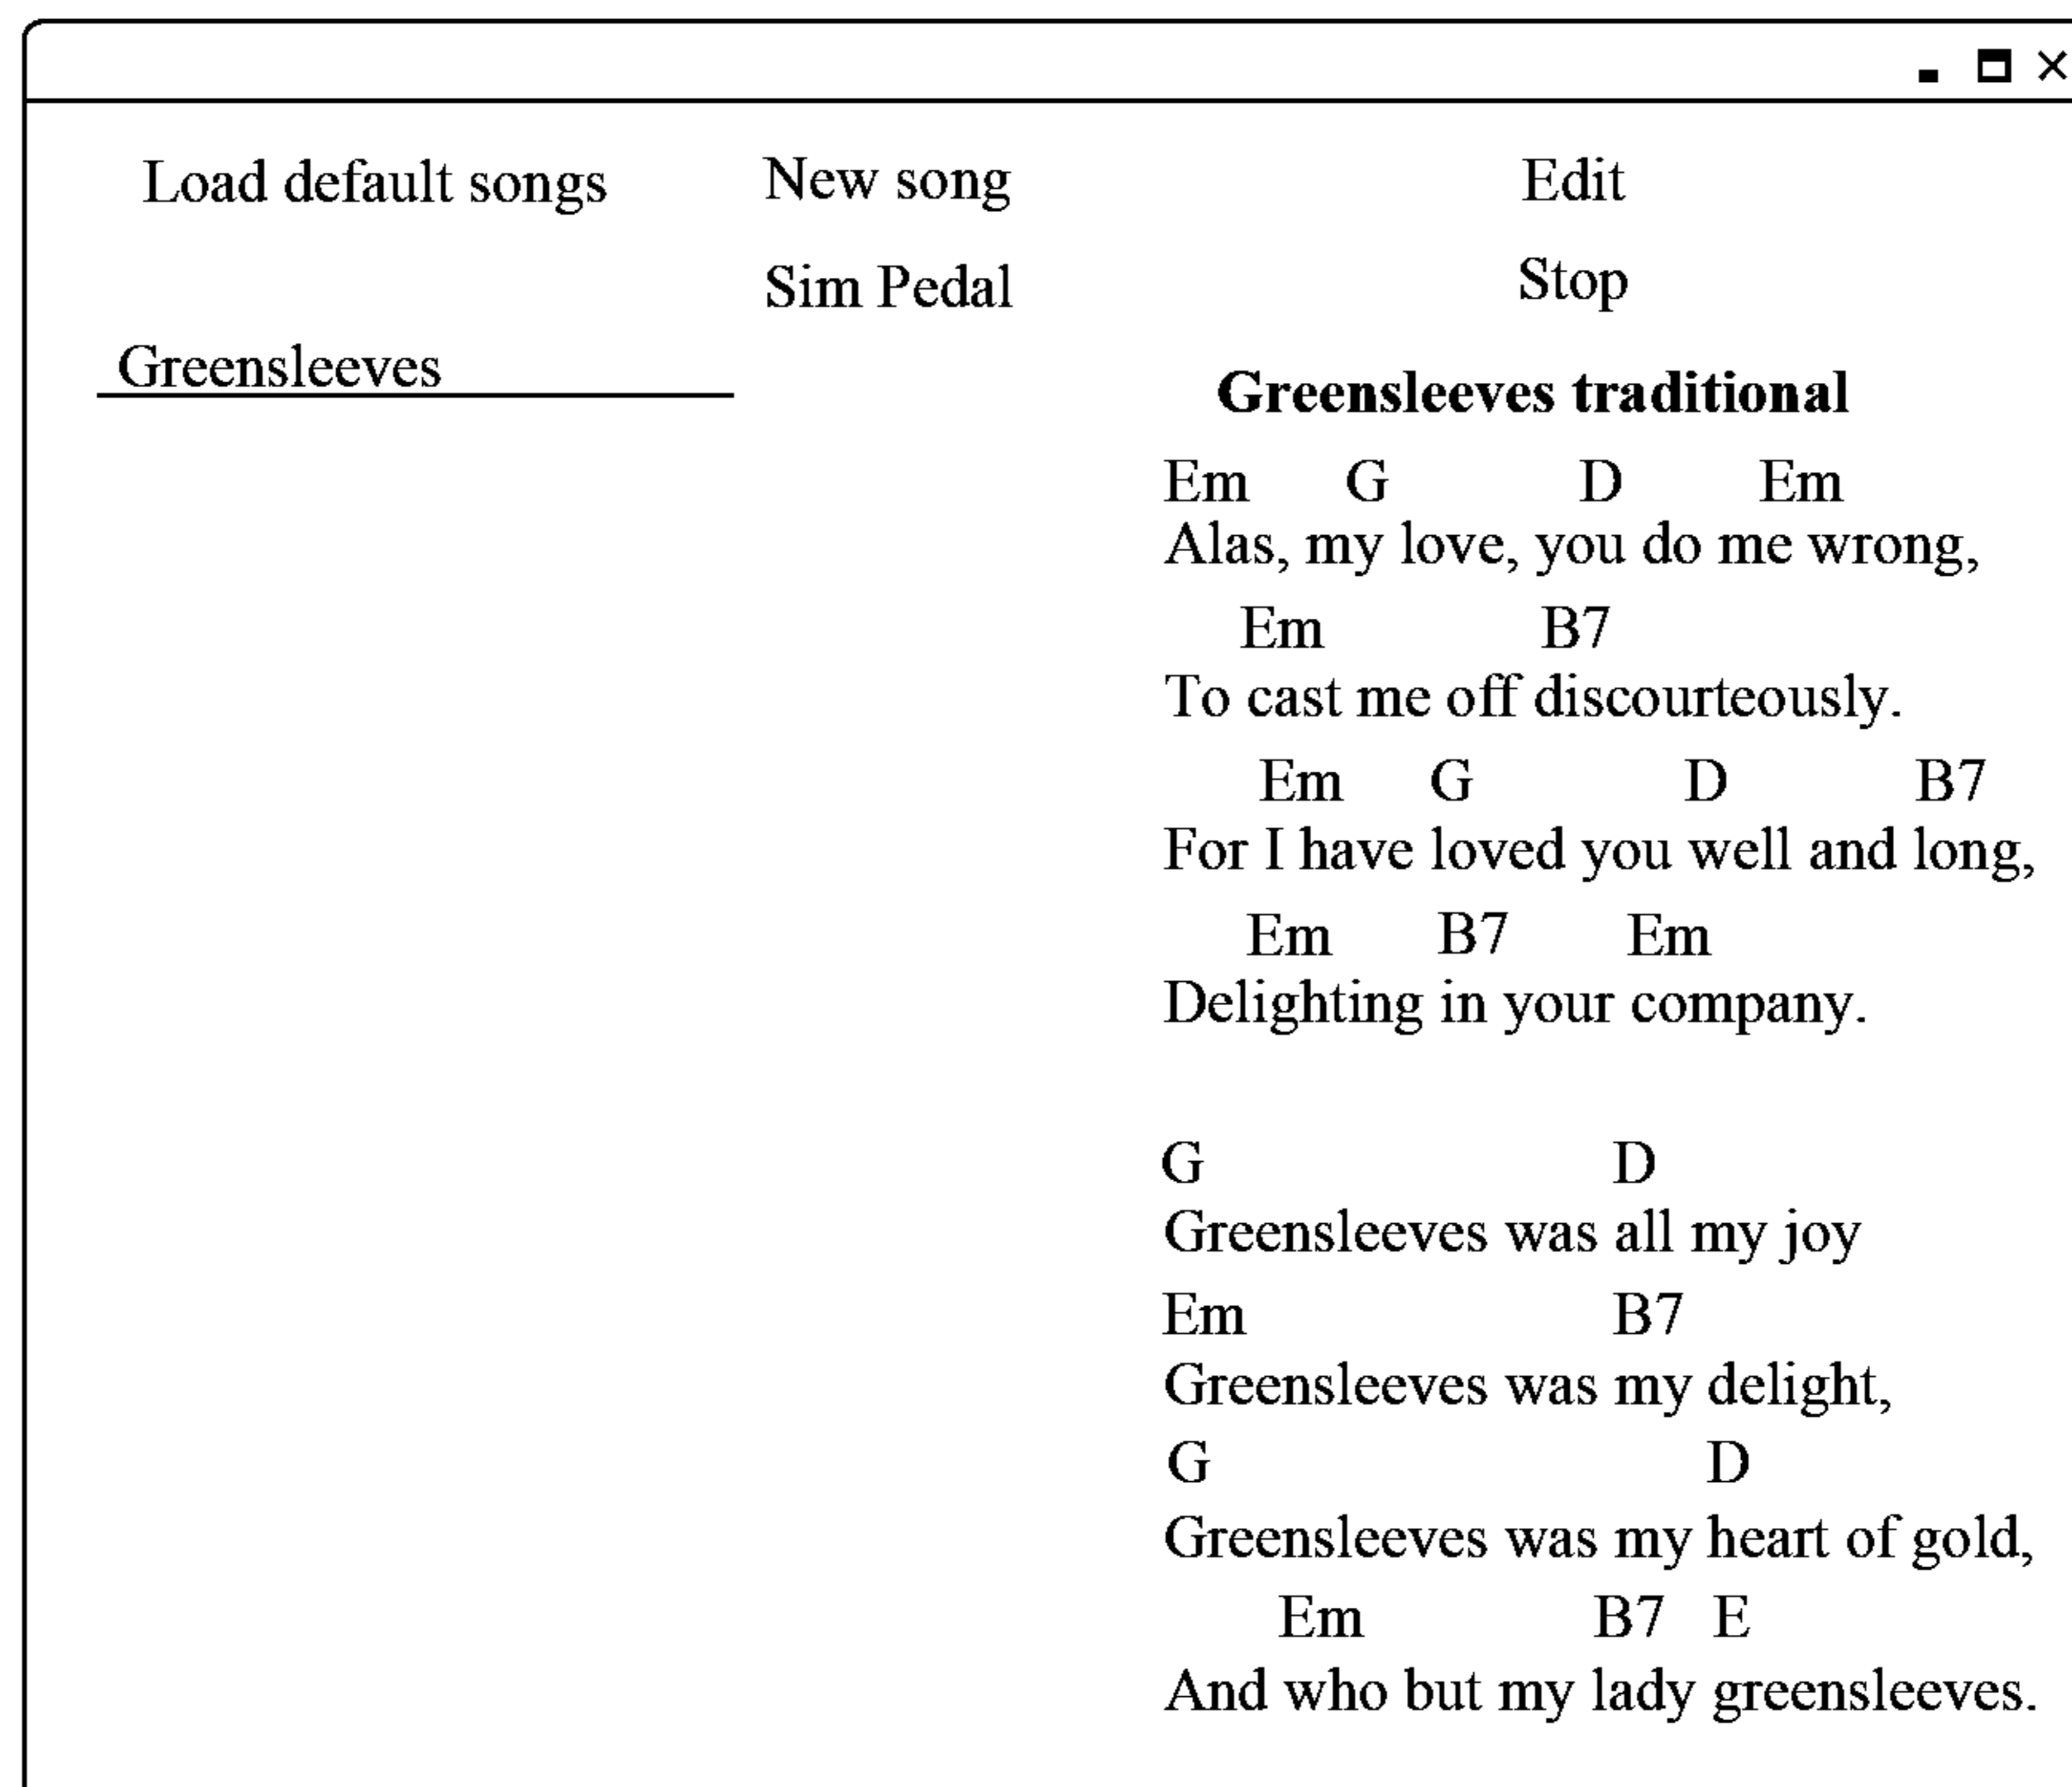 Load default songs New song Edit
Sim Pedal Stop
Greensleeves
Greensleeves traditional
Em G D Em
Alas, my love, you do me wrong,
Em B7
To cast me off discourteously.
Em G D B7
For I have loved you well and long,
Em B7 Em
Delighting in your company.
G D
Greensleeves was all my joy
Em B7
Greensleeves was my delight,
G D
Greensleeves was my heart of gold,
Em B7 E
And who but my lady greensleeves.